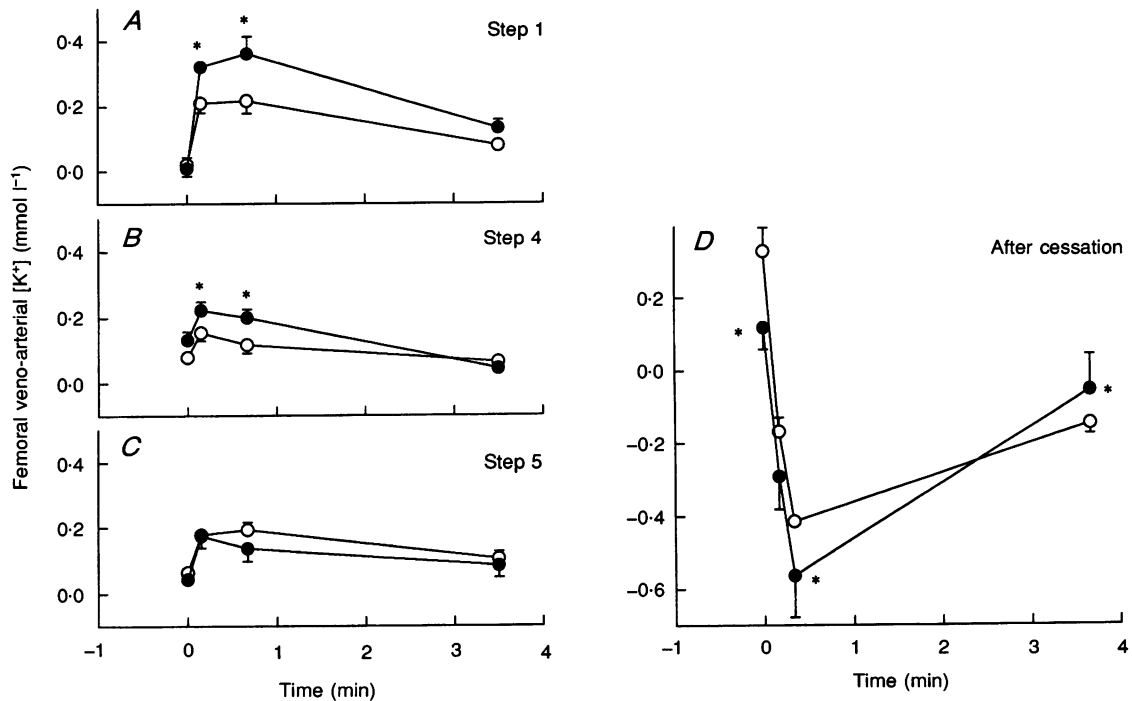 A
Step 1
*
*
0·4
0·2
0·0
B
Step 4
*
*
0·4
0·2
0·0
C
Step 5
0·4
0·2
0·0
−1 0 1 2 3 4
Time (min)
Femoral veno-arterial [K⁺] (mmol l⁻¹)
D
After cessation
*
*
*
0·2
0·0
−0·2
−0·4
−0·6
−1 0 1 2 3 4
Time (min)